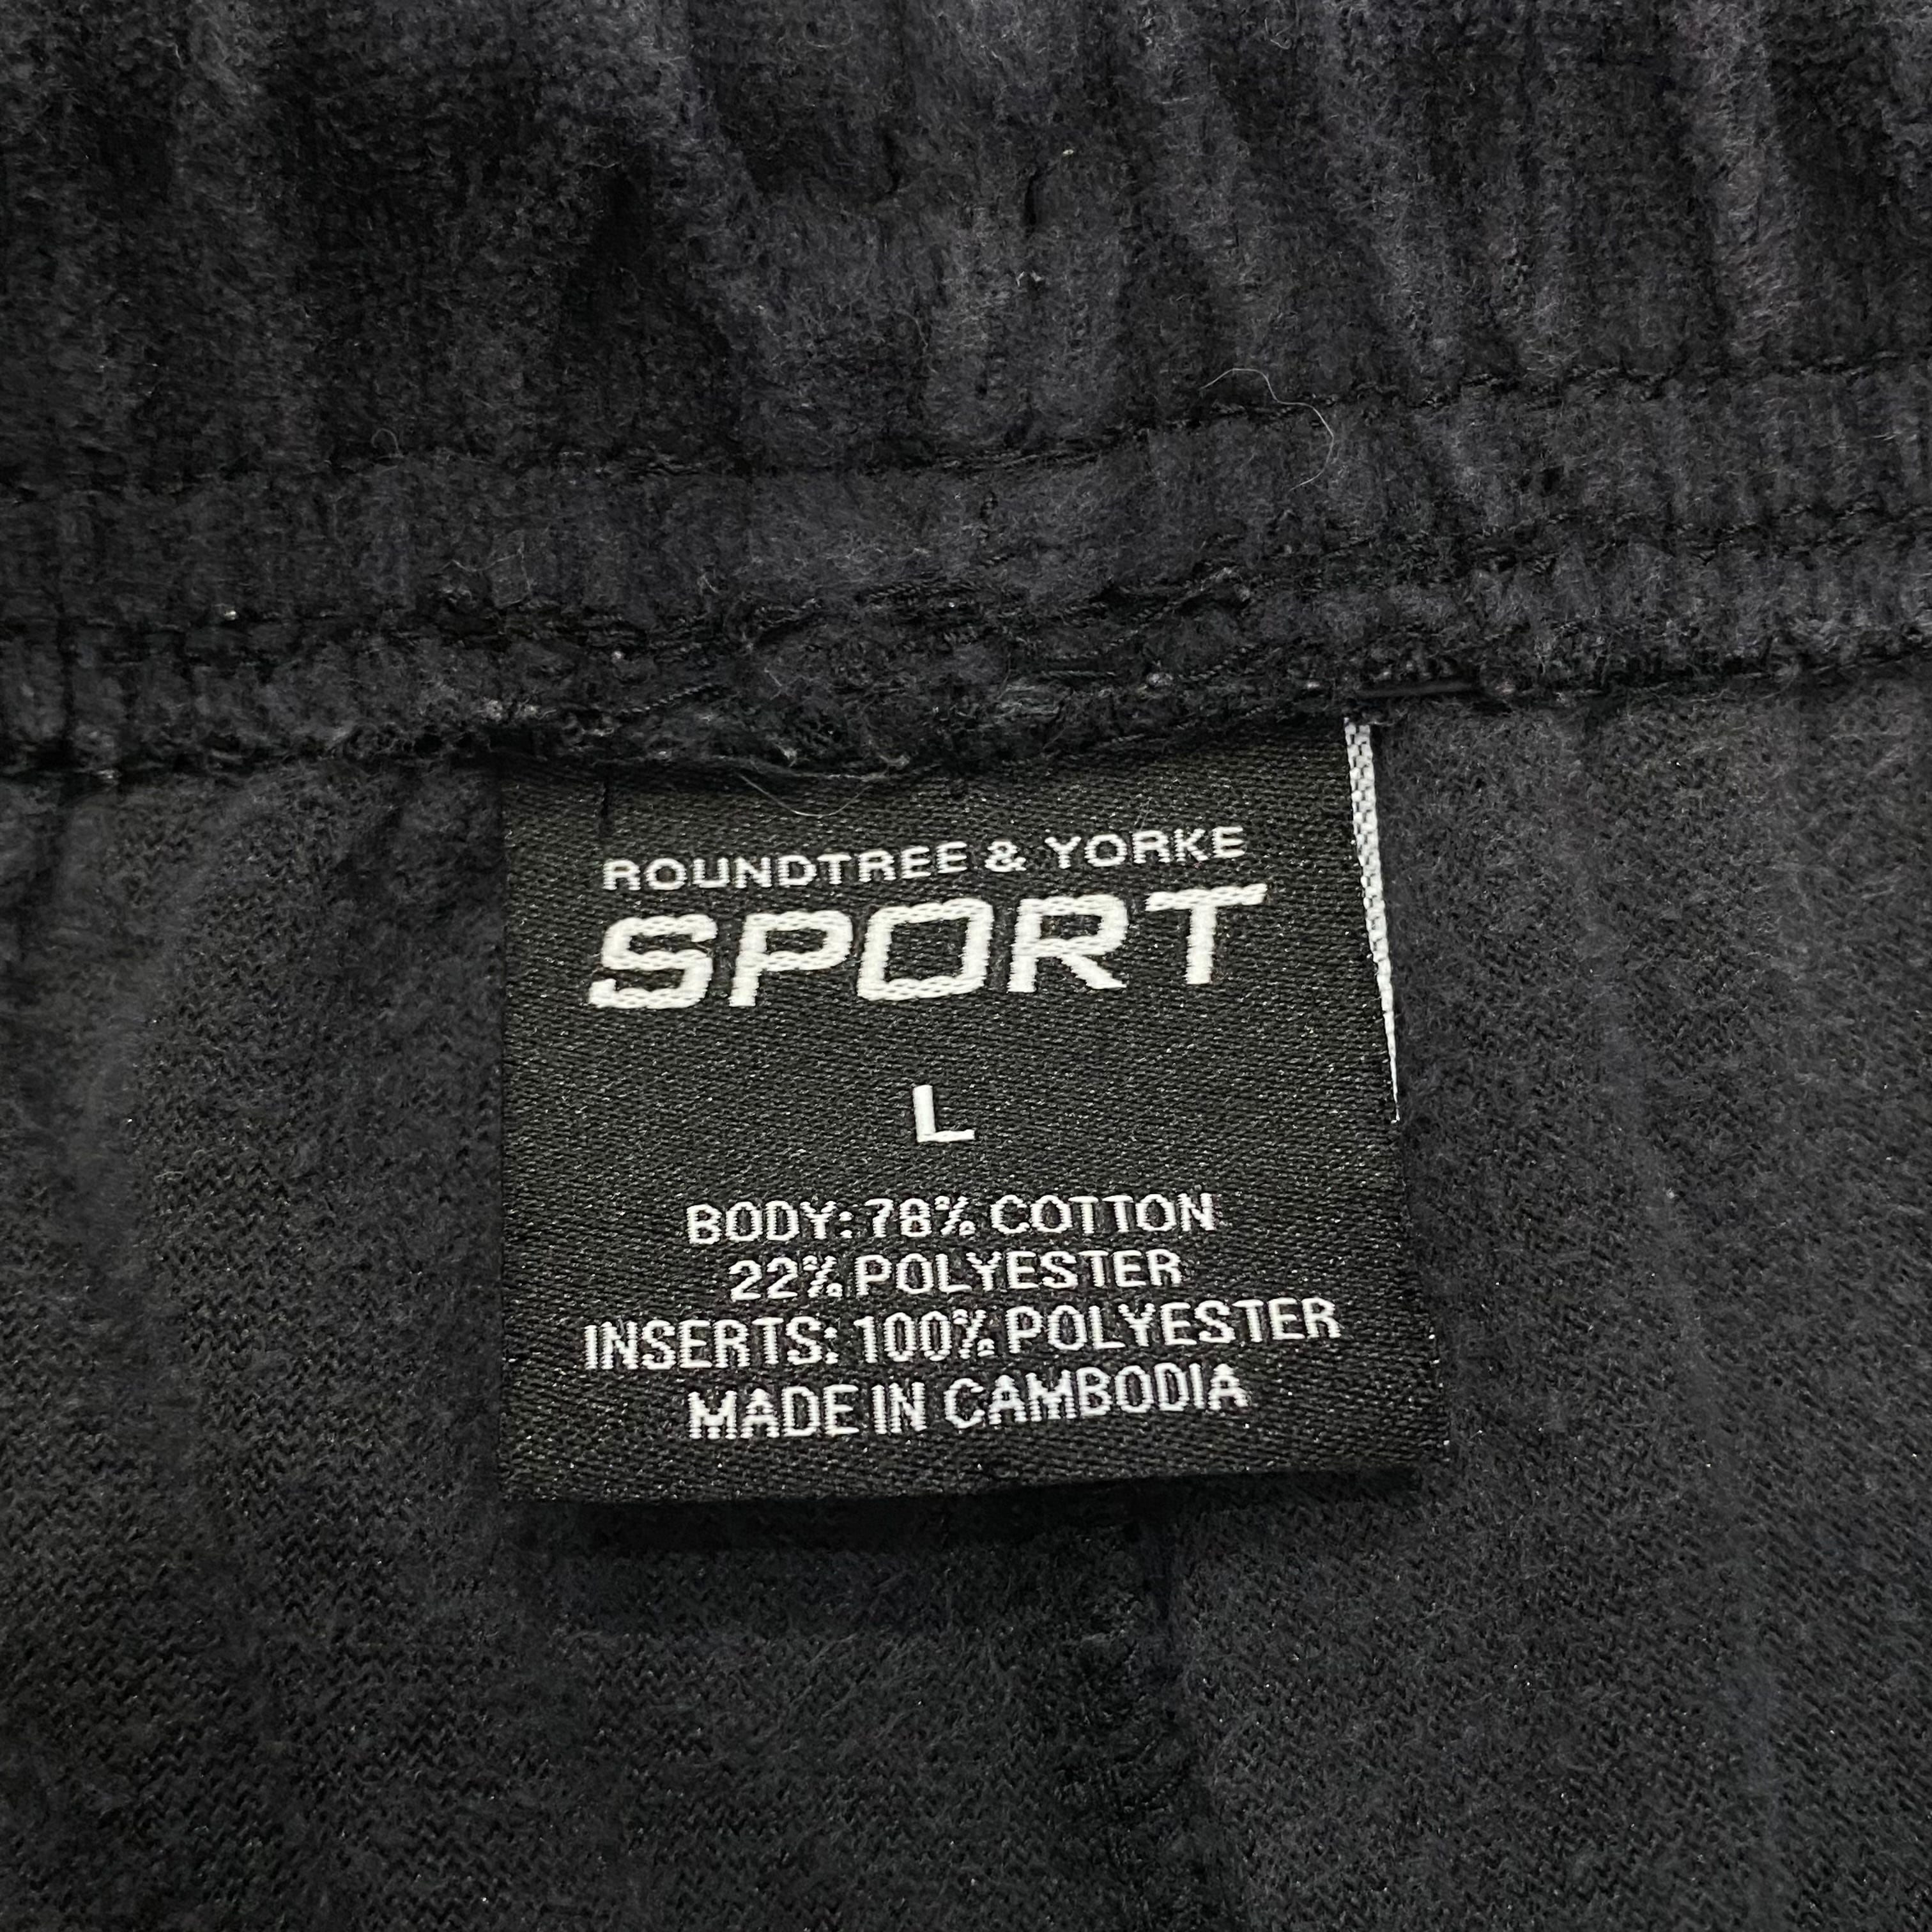 ROUNDTREE & YORKE
SPORT
L
BODY: 78% COTTON
22% POLYESTER
INSERTS: 100% POLYESTER
MADE IN CAMBODIA